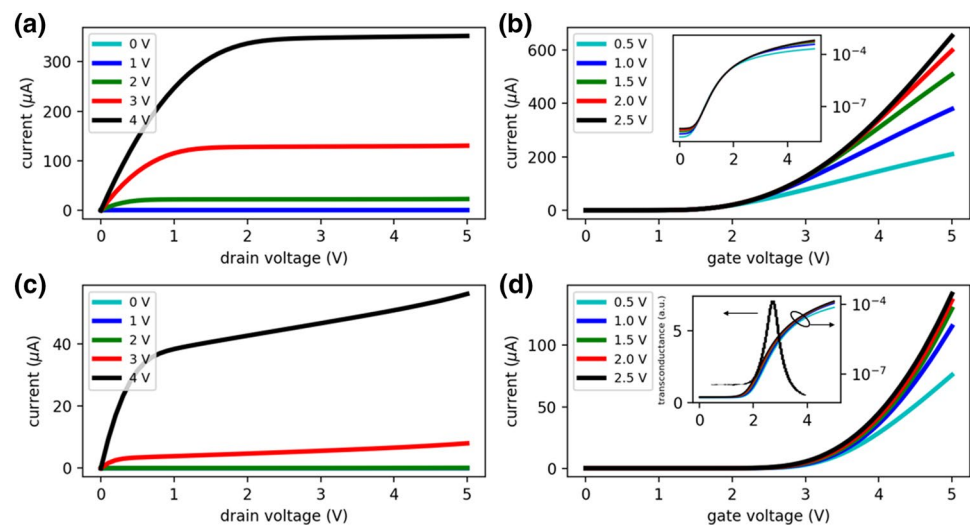 (a)
300
200
100
0
current (µA)
0 V
1 V
2 V
3 V
4 V
0 1 2 3 4 5
drain voltage (V)
(b)
600
400
200
0
current (µA)
0.5 V
1.0 V
1.5 V
2.0 V
2.5 V
10⁻⁴
10⁻⁷
0 2 4
0 1 2 3 4 5
gate voltage (V)
(c)
40
20
0
current (µA)
0 V
1 V
2 V
3 V
4 V
0 1 2 3 4 5
drain voltage (V)
(d)
100
50
0
current (µA)
0.5 V
1.0 V
1.5 V
2.0 V
2.5 V
transconductance (a.u.)
5
0
10⁻⁴
10⁻⁷
0 2 4
0 1 2 3 4 5
gate voltage (V)